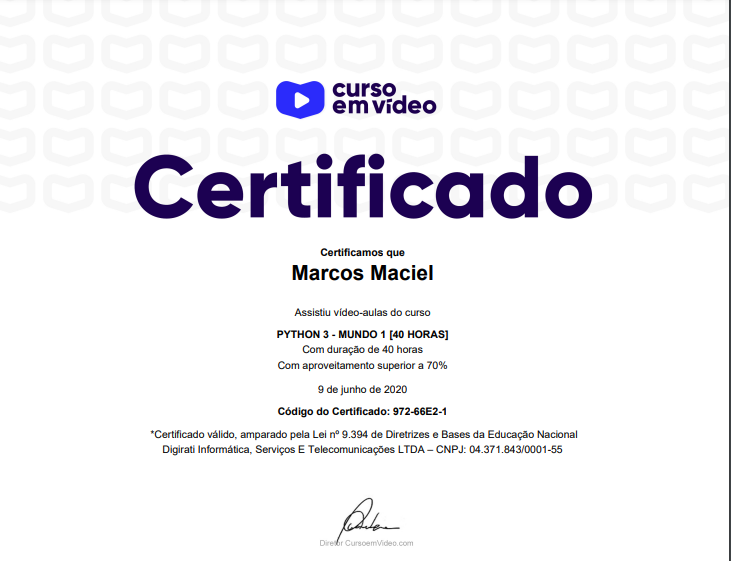 curso
em vídeo
Certificado
Certificamos que
Marcos Maciel
Assistiu vídeo-aulas do curso
PYTHON 3 - MUNDO 1 [40 HORAS]
Com duração de 40 horas
Com aproveitamento superior a 70%
9 de junho de 2020
Código do Certificado: 972-66E2-1
*Certificado válido, amparado pela Lei nº 9.394 de Diretrizes e Bases da Educação Nacional
Digirati Informática, Serviços E Telecomunicações LTDA – CNPJ: 04.371.843/0001-55
Diretor CursoemVideo.com